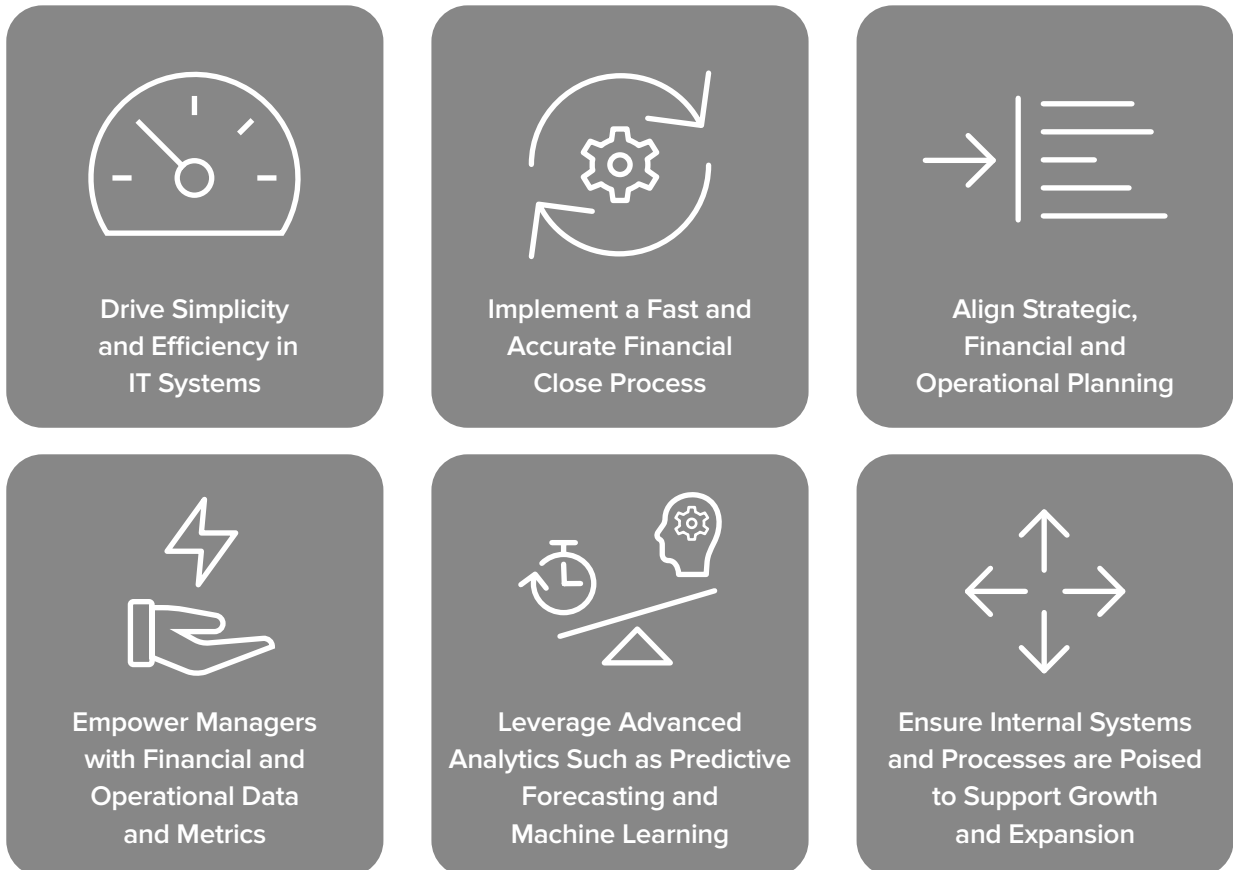 Drive Simplicity
and Efficiency in
IT Systems
Implement a Fast and
Accurate Financial
Close Process
Align Strategic,
Financial and
Operational Planning
Empower Managers
with Financial and
Operational Data
and Metrics
Leverage Advanced
Analytics Such as Predictive
Forecasting and
Machine Learning
Ensure Internal Systems
and Processes are Poised
to Support Growth
and Expansion